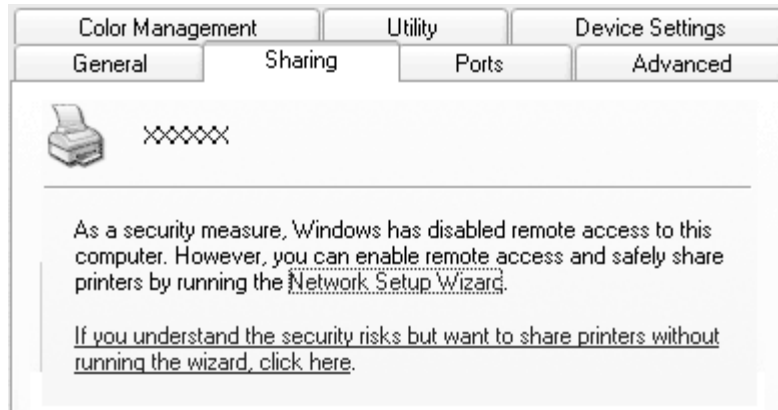 Color Management Utility Device Settings
General Sharing Ports Advanced
XXXXXX
As a security measure, Windows has disabled remote access to this
computer. However, you can enable remote access and safely share
printers by running the Network Setup Wizard.
If you understand the security risks but want to share printers without
running the wizard, click here.